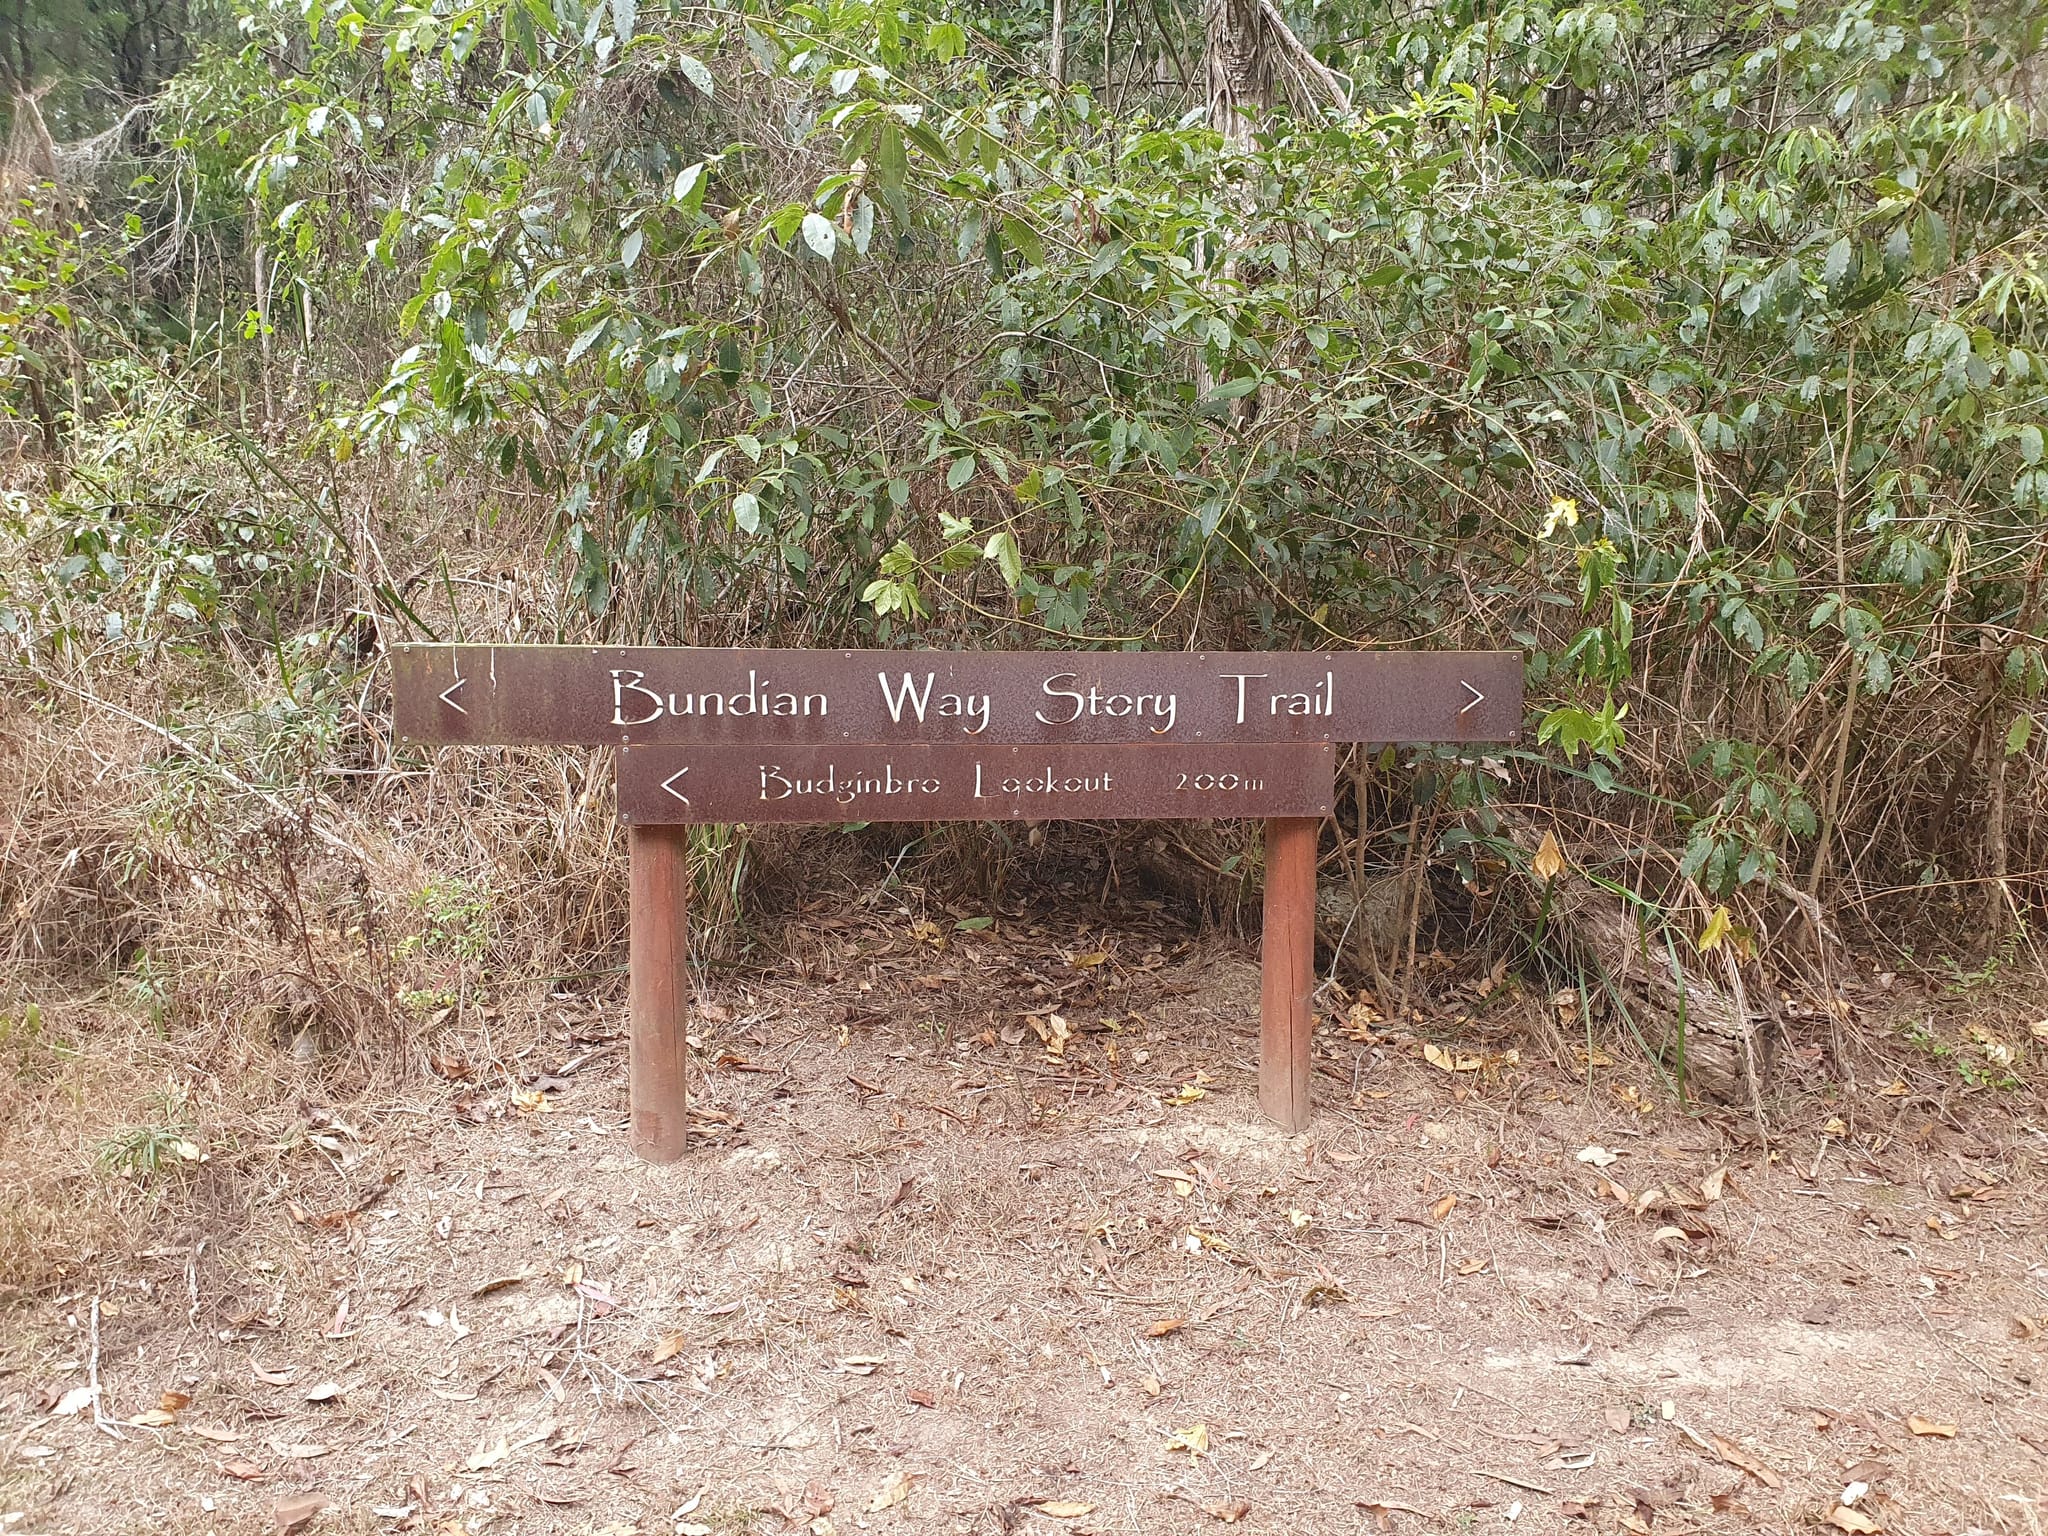 < Bundian Way Story Trail >
< Budginbro Lookout 200m